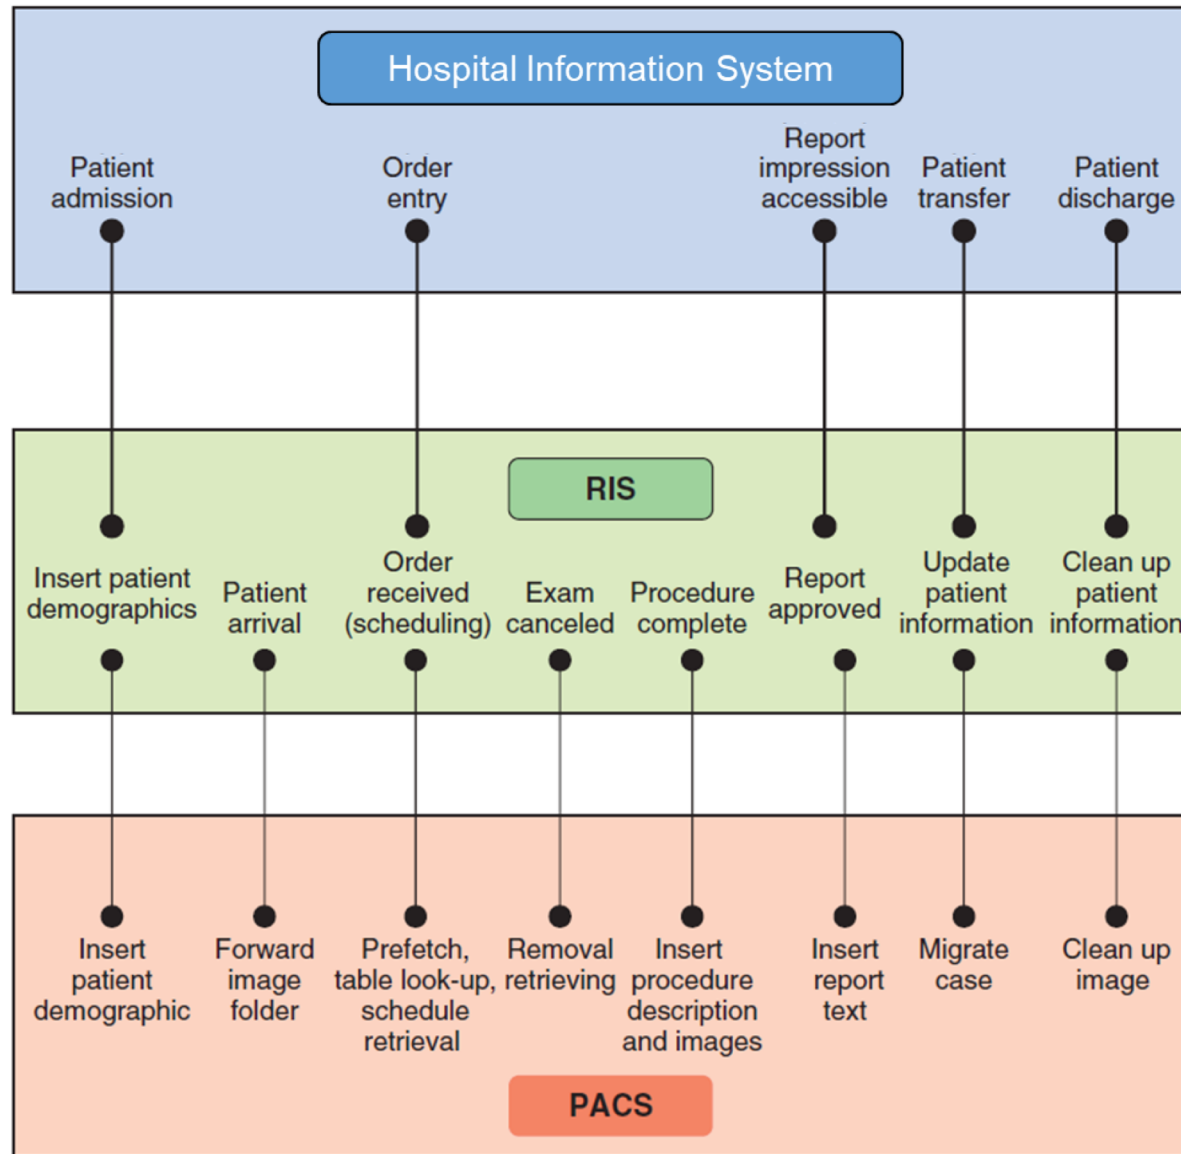 Hospital Information System
Patient
admission
Order
entry
Report
impression
accessible
Patient
transfer
Patient
discharge
RIS
Insert patient
demographics
Patient
arrival
Order
received
(scheduling)
Exam
canceled
Procedure
complete
Report
approved
Update
patient
information
Clean up
patient
information
Insert
patient
demographic
Forward
image
folder
Prefetch,
table look-up,
schedule
retrieval
Removal
retrieving
Insert
procedure
description
and images
Insert
report
text
Migrate
case
Clean up
image
PACS